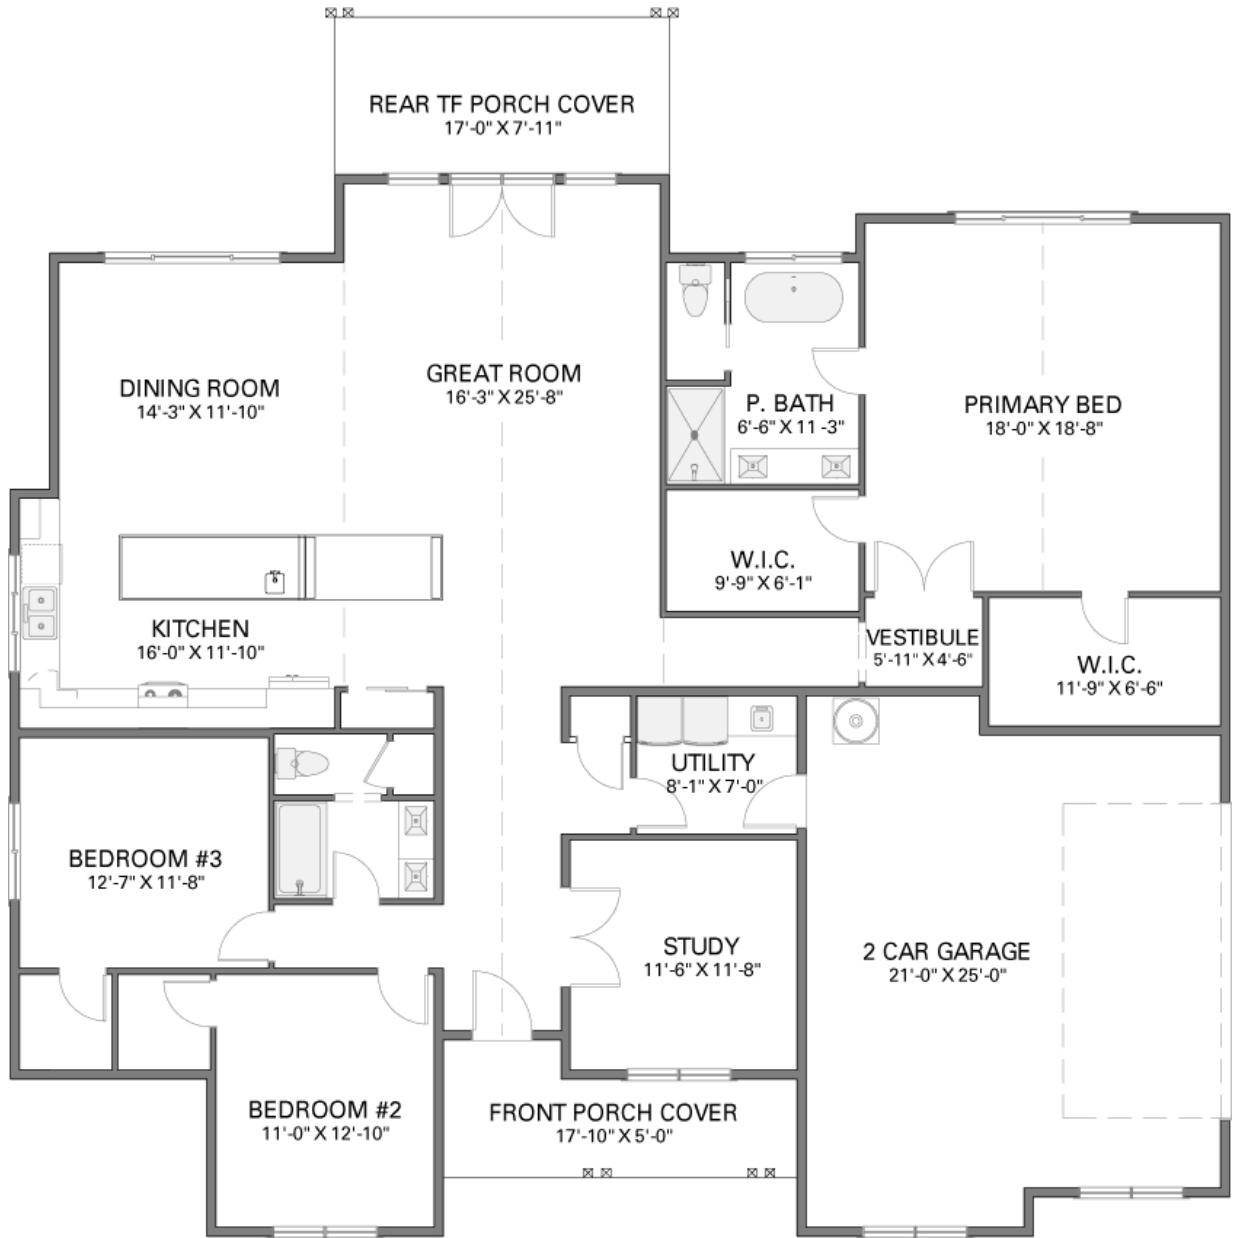 REAR TF PORCH COVER
17'-0" X 7'-11"
GREAT ROOM
16'-3" X 25'-8"
DINING ROOM
14'-3" X 11'-10"
P. BATH
6'-6" X 11 -3"
PRIMARY BED
18'-0" X 18'-8"
W.I.C.
9'-9" X 6'-1"
KITCHEN
16'-0" X 11'-10"
VESTIBULE
5'-11" X 4'-6"
W.I.C.
11'-9" X 6'-6"
UTILITY
8'-1" X 7'-0"
BEDROOM #3
12'-7" X 11'-8"
STUDY
11'-6" X 11'-8"
2 CAR GARAGE
21'-0" X 25'-0"
BEDROOM #2
11'-0" X 12'-10"
FRONT PORCH COVER
17'-10" X 5'-0"